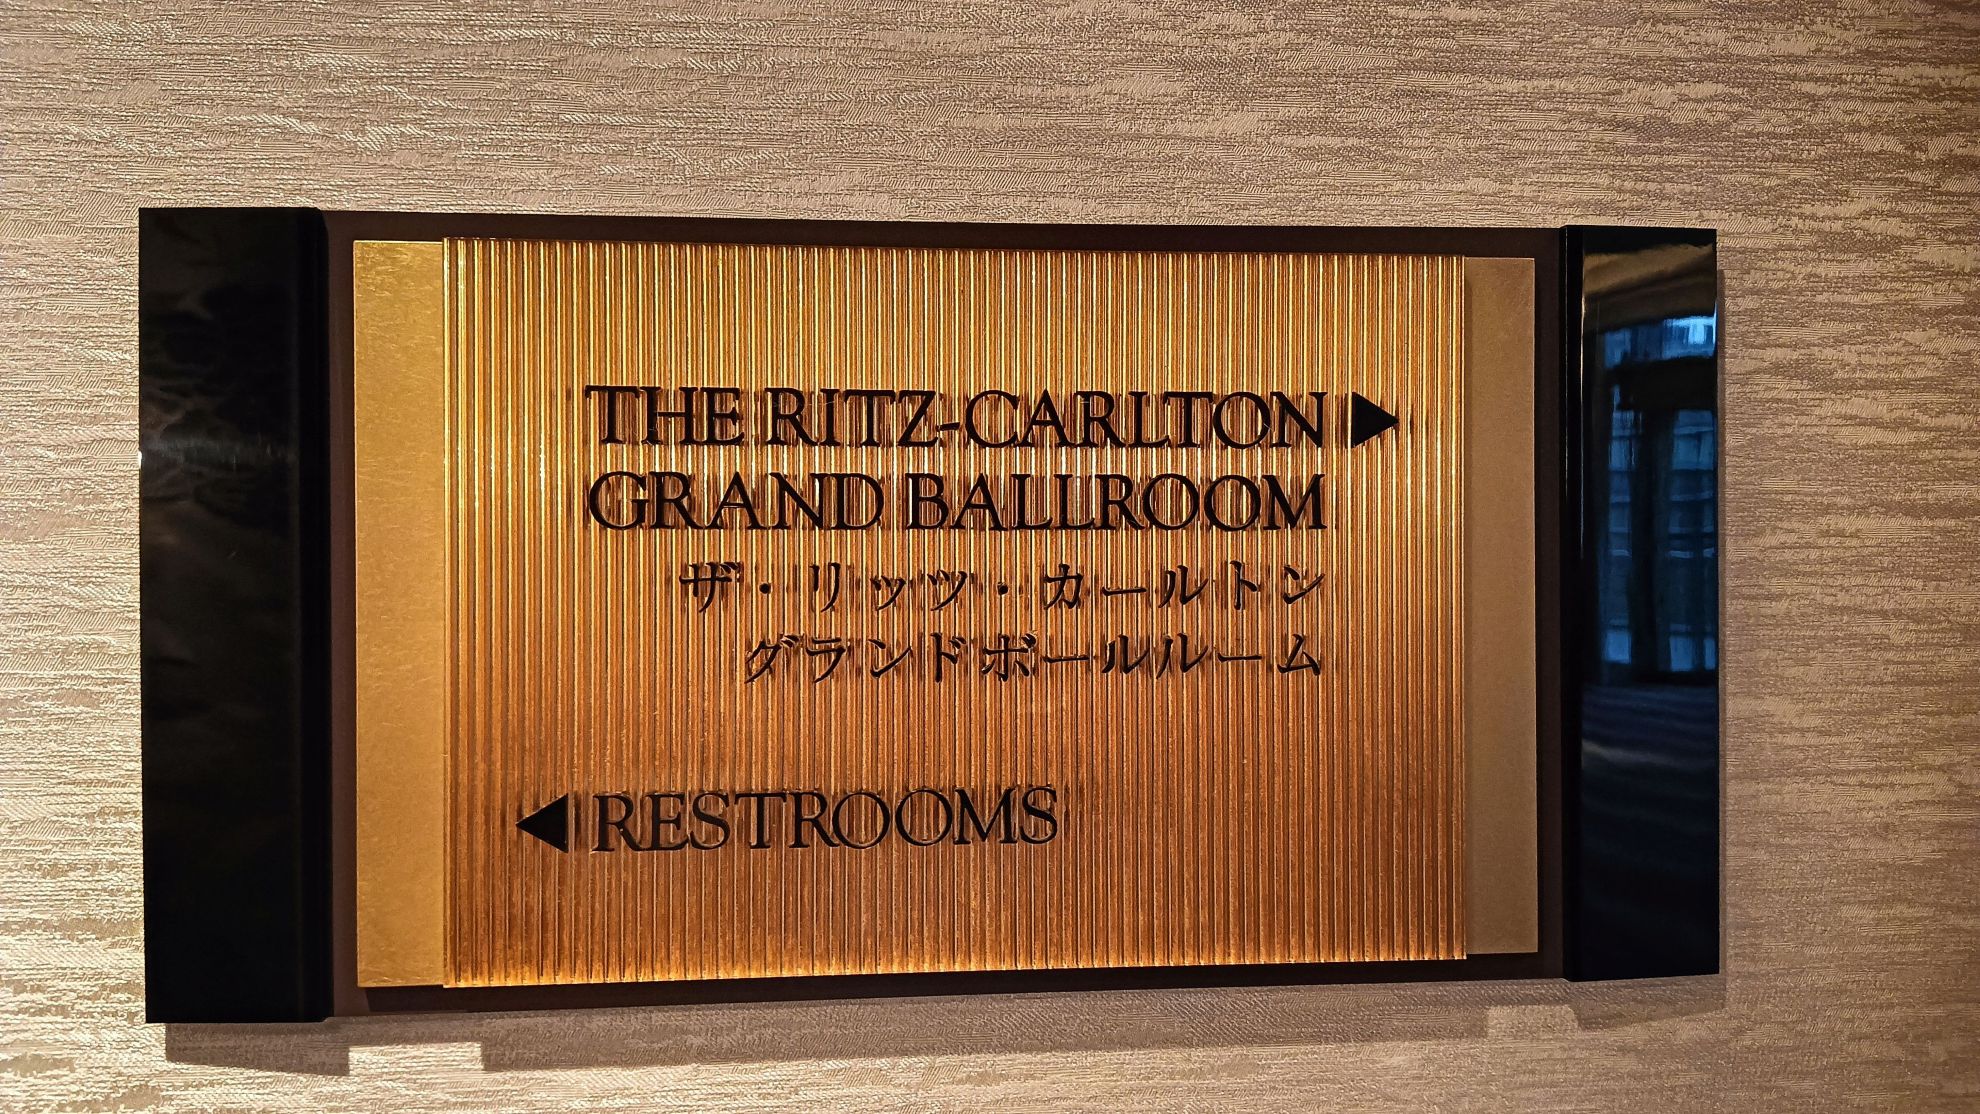 THE RITZ-CARLTON ▶
GRAND BALLROOM
ザ・リッツ・カールトン
グランドボールルーム
◀ RESTROOMS